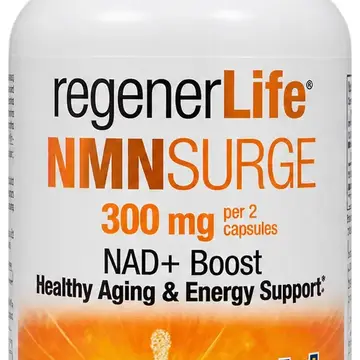 regenerLife®
NMNSURGE
300 mg per 2 capsules
NAD+ Boost
Healthy Aging & Energy Support:*